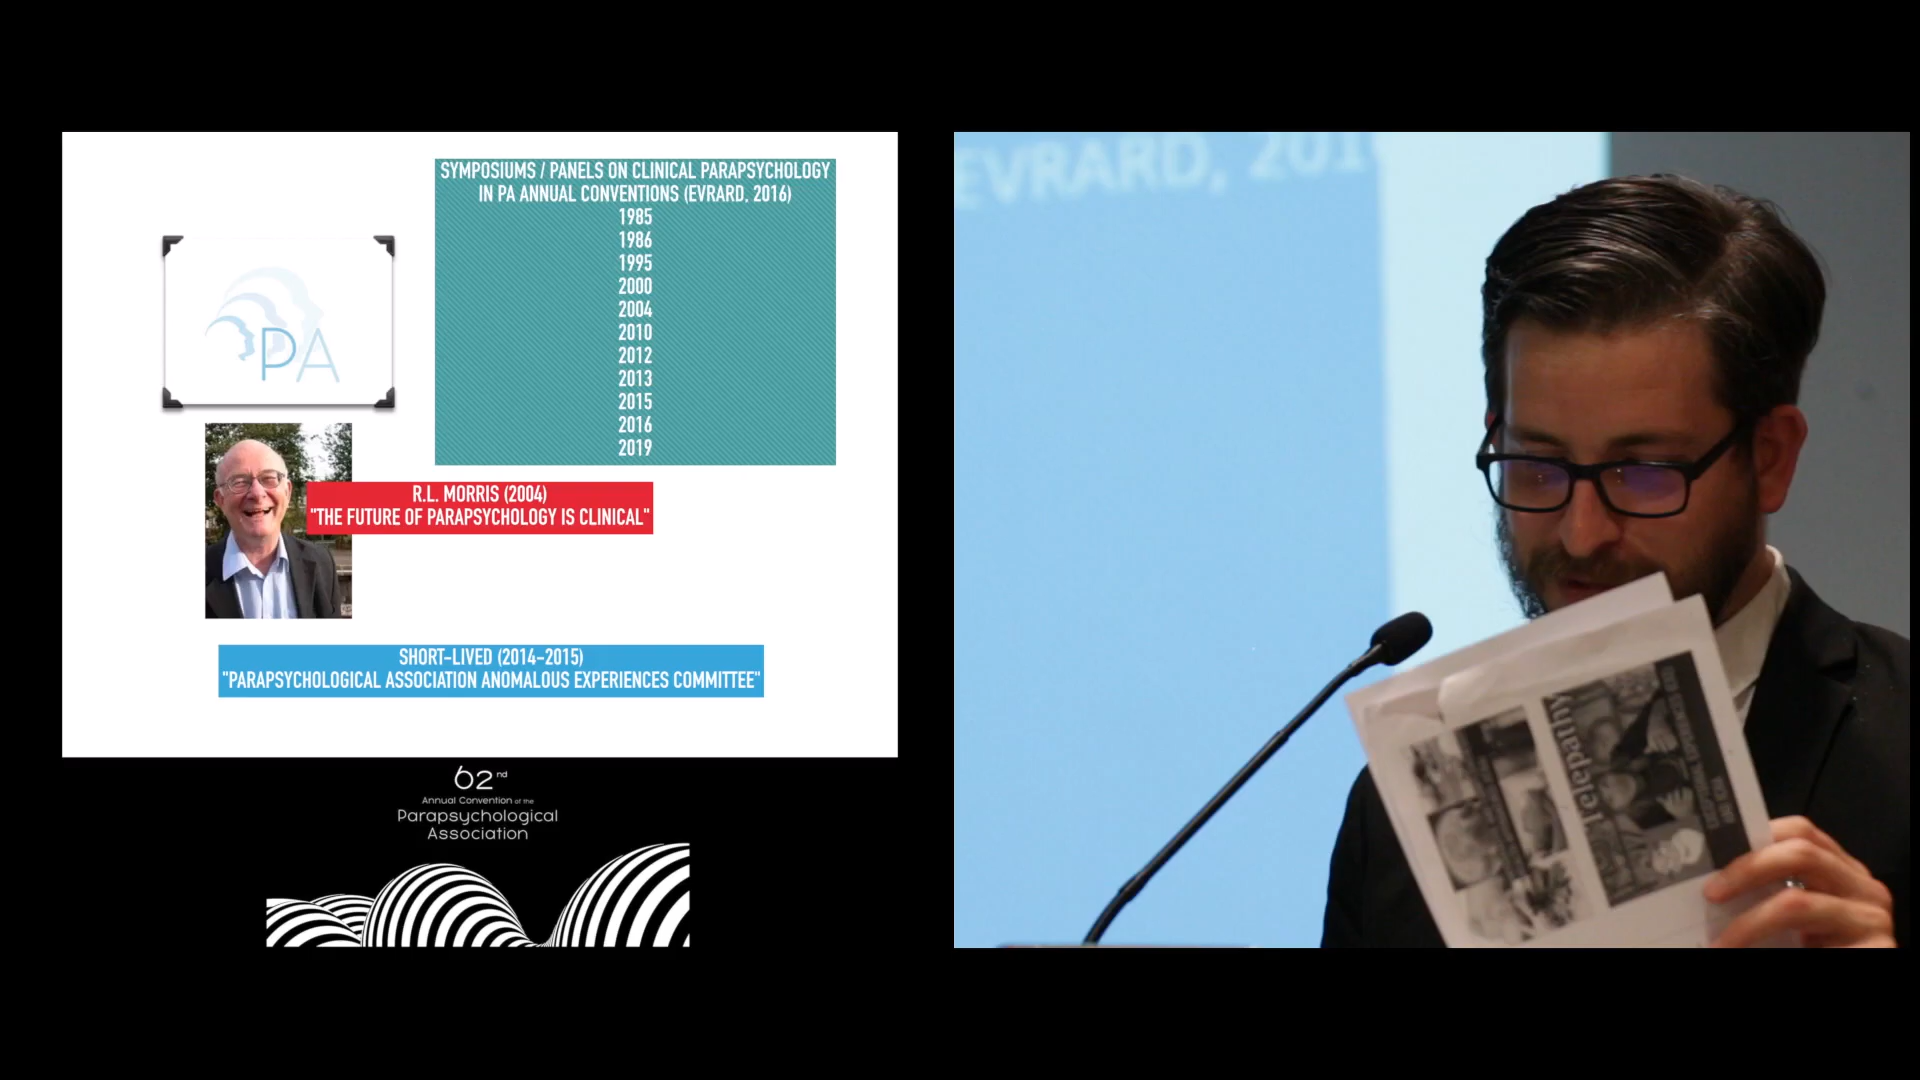 SYMPOSIUMS / PANELS ON CLINICAL PARAPSYCHOLOGY
IN PA ANNUAL CONVENTIONS (EVRARD, 2016)
1985
1986
1995
2000
2004
2010
2012
2013
2015
2016
2019
PA
R.L. MORRIS (2004)
"THE FUTURE OF PARAPSYCHOLOGY IS CLINICAL"
SHORT-LIVED (2014-2015)
"PARAPSYCHOLOGICAL ASSOCIATION ANOMALOUS EXPERIENCES COMMITTEE"
62nd
Annual Convention of the
Parapsychological
Association
EVRARD, 201
Telepathy